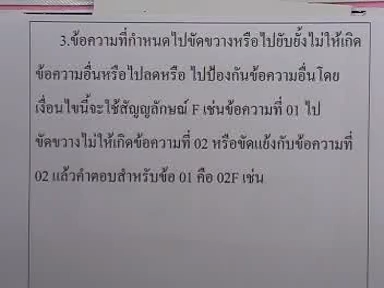 3.ข้อความที่กำหนดไปขัดขวางหรือไปยับยั้งไม่ให้เกิด
ข้อความอื่นหรือไปลดหรือ ไปป้องกันข้อความอื่นโดย
เงื่อนไขนี้จะใช้สัญญลักษณ์ F เช่นข้อความที่ 01 ไป
ขัดขวางไม่ให้เกิดข้อความที่ 02 หรือขัดแย้งกับข้อความที่
02 แล้วคำตอบสำหรับข้อ 01 คือ 02F เช่น